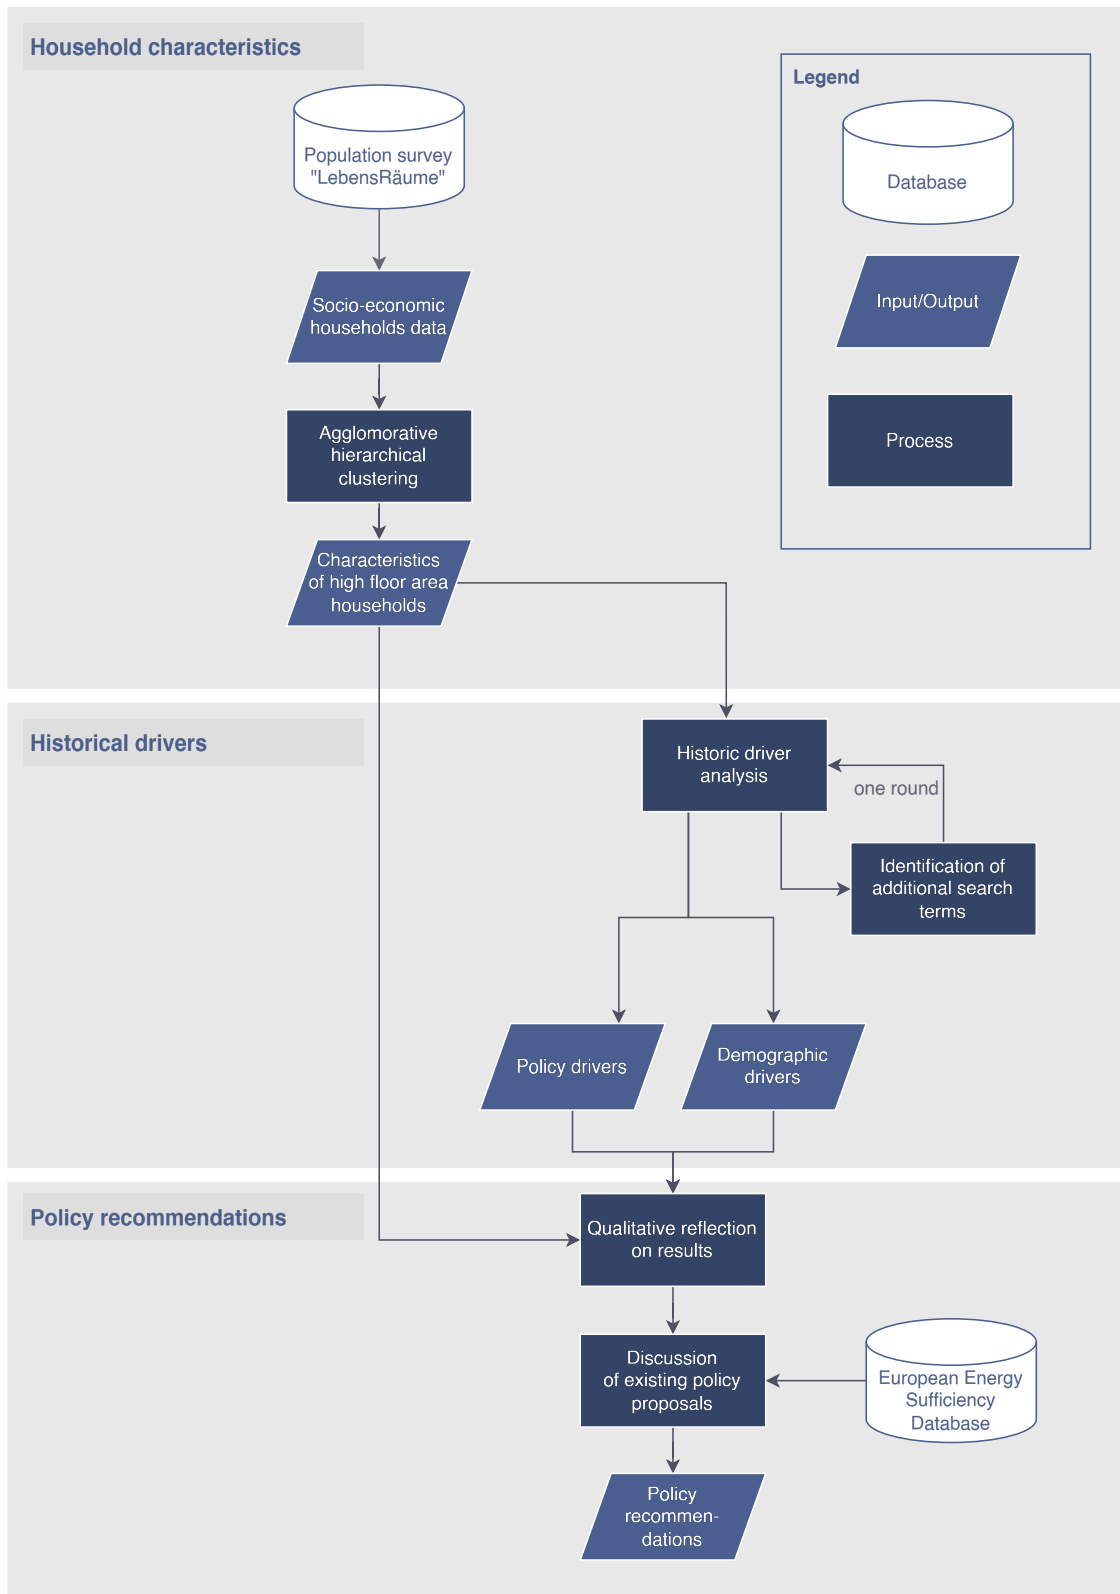 Household characteristics
Legend
Population survey
"LebensRäume"
Database
Socio-economic
households data
Input/Output
Agglomorative
hierarchical
clustering
Process
Characteristics
of high floor area
households
Historical drivers
Historic driver
analysis
one round
Identification of
additional search
terms
Policy drivers
Demographic
drivers
Policy recommendations
Qualitative reflection
on results
Discussion
of existing policy
proposals
European Energy
Sufficiency
Database
Policy
recommen-
dations